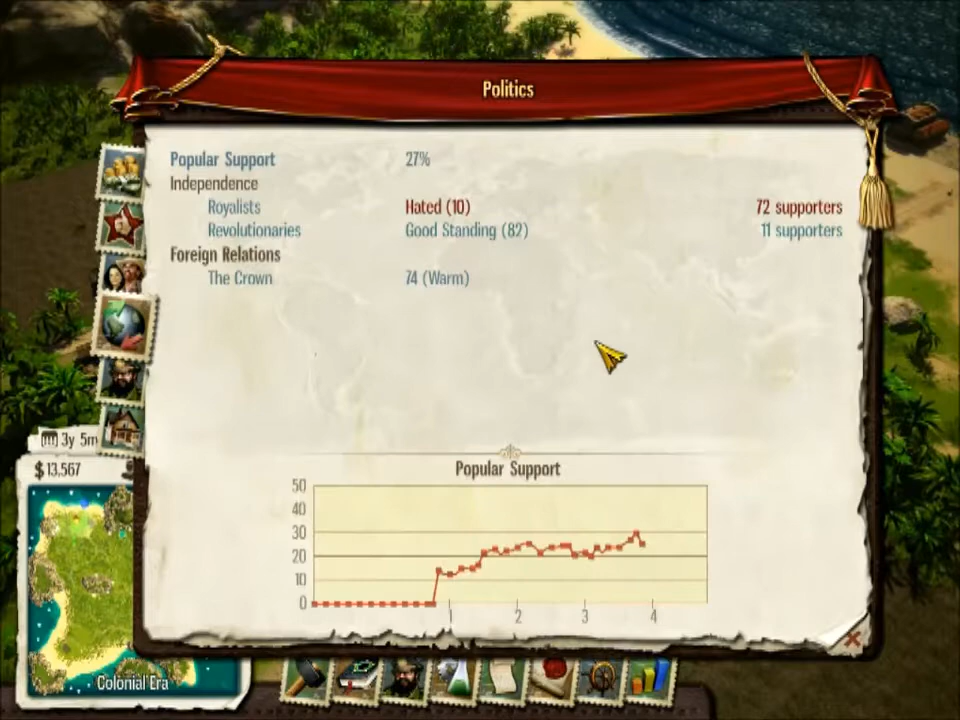 Politics
Popular Support 27%
Independence
Royalists Hated (10) 72 supporters
Revolutionaries Good Standing (82) 11 supporters
Foreign Relations
The Crown 74 (Warm)
3y 5m
$ 13,567
Popular Support
50
40
30
20
10
0
1 2 3 4
Colonial Era